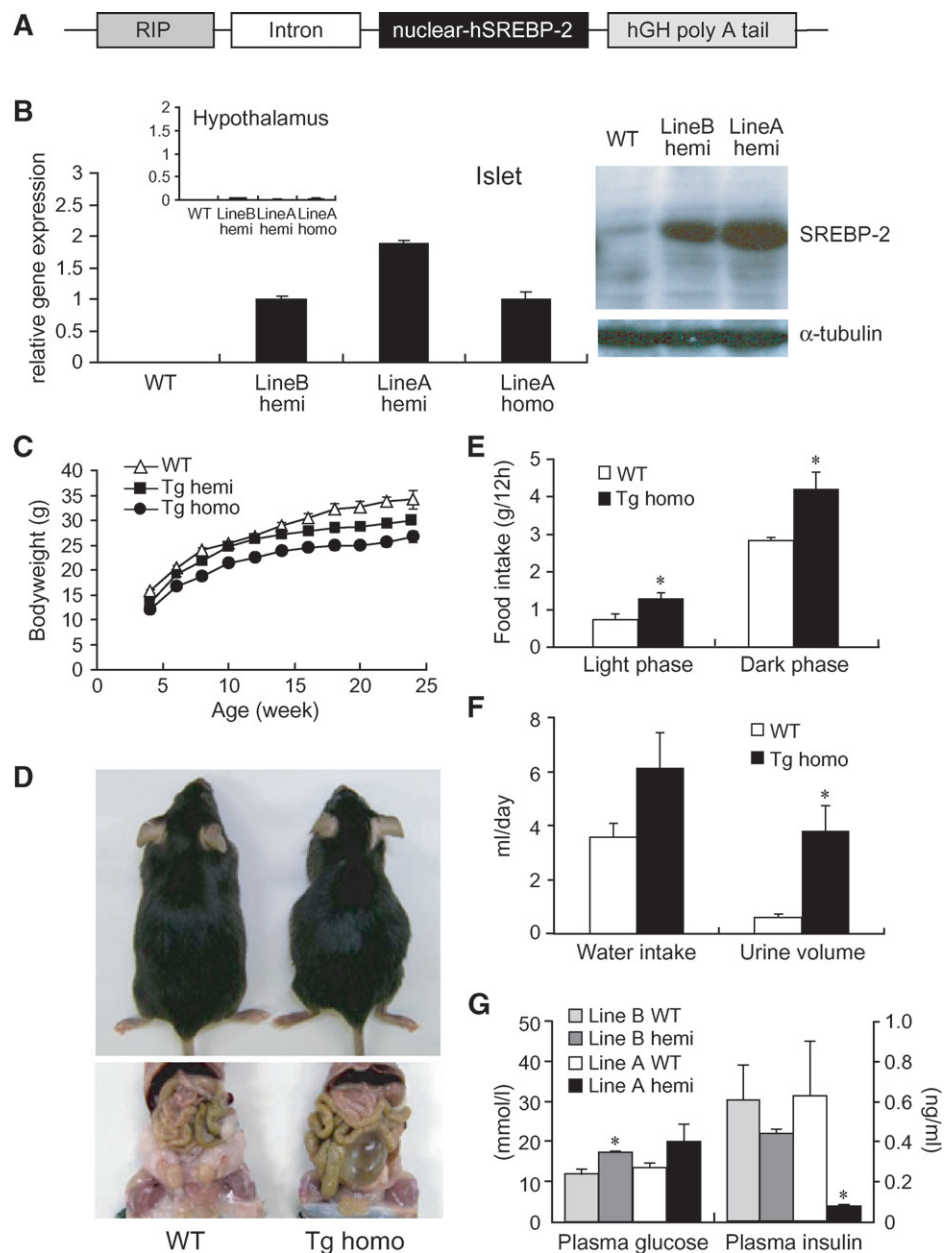 A
RIP
Intron
nuclear-hSREBP-2
hGH poly A tail
B
relative gene expression
3
2.5
2
1.5
1
0.5
0
Hypothalamus
2
1.5
1
0.5
0
WT LineB LineA LineA
hemi hemi homo
Islet
WT LineB LineA LineA
hemi hemi homo
WT LineB LineA
hemi hemi
SREBP-2
α-tubulin
C
WT
Tg hemi
Tg homo
Bodyweight (g)
40
35
30
25
20
15
10
5
0
0 5 10 15 20 25
Age (week)
D
WT Tg homo
E
Food intake (g/12h)
5
4
3
2
1
0
WT
Tg homo
*
*
Light phase Dark phase
F
ml/day
8
6
4
2
0
WT
Tg homo
*
Water intake Urine volume
G
(mmol/l)
50
40
30
20
10
0
Line B WT
Line B hemi
Line A WT
Line A hemi
*
*
1.0
0.8
0.6
0.4
0.2
0
(ng/ml)
Plasma glucose Plasma insulin